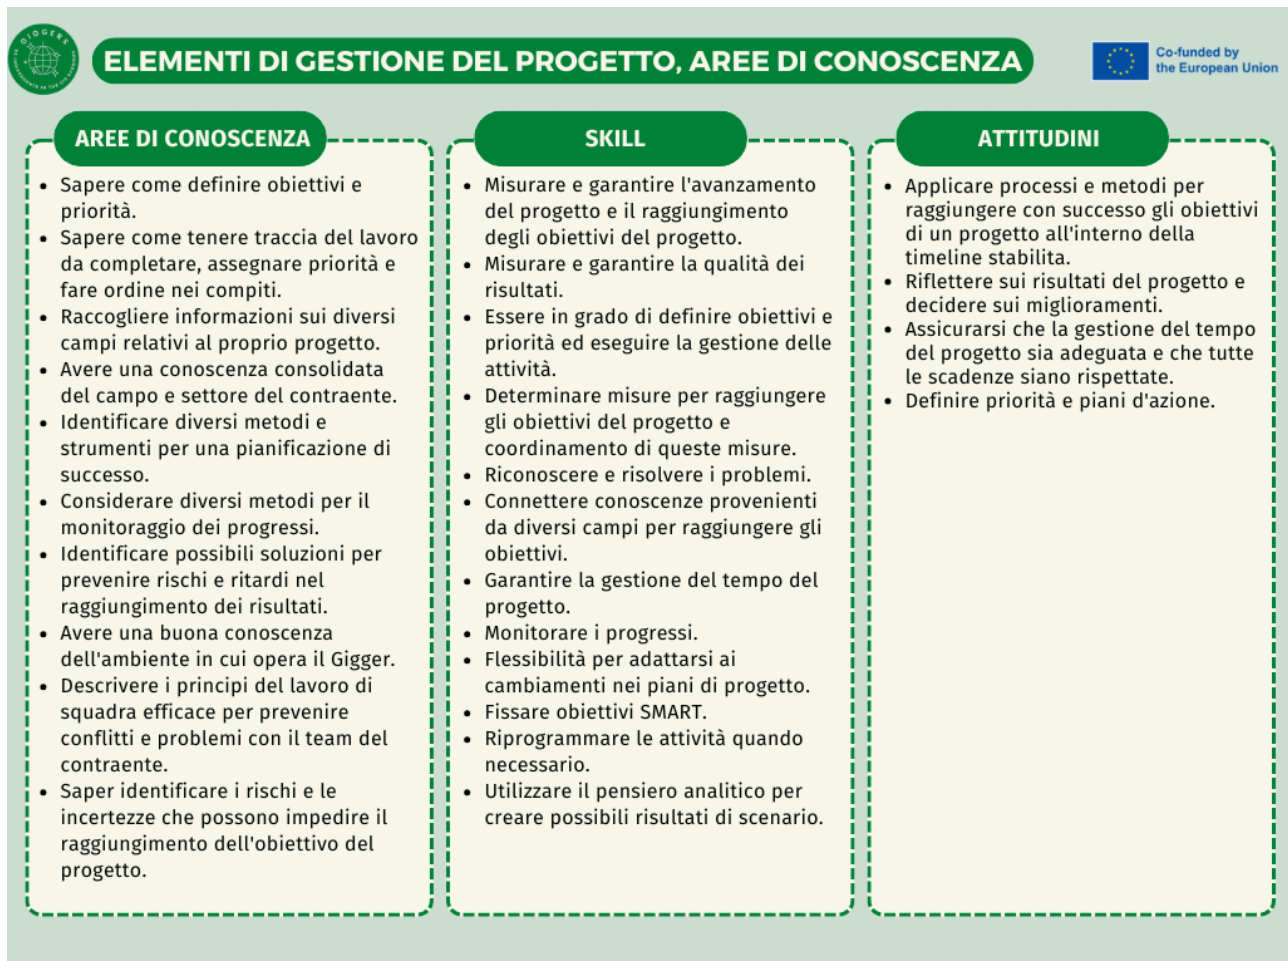 GIGGERS
ELEMENTI DI GESTIONE DEL PROGETTO, AREE DI CONOSCENZA
Co-funded by
the European Union
AREE DI CONOSCENZA
• Sapere come definire obiettivi e
priorità.
• Sapere come tenere traccia del lavoro
da completare, assegnare priorità e
fare ordine nei compiti.
• Raccogliere informazioni sui diversi
campi relativi al proprio progetto.
• Avere una conoscenza consolidata
del campo e settore del contraente.
• Identificare diversi metodi e
strumenti per una pianificazione di
successo.
• Considerare diversi metodi per il
monitoraggio dei progressi.
• Identificare possibili soluzioni per
prevenire rischi e ritardi nel
raggiungimento dei risultati.
• Avere una buona conoscenza
dell'ambiente in cui opera il Gigger.
• Descrivere i principi del lavoro di
squadra efficace per prevenire
conflitti e problemi con il team del
contraente.
• Saper identificare i rischi e le
incertezze che possono impedire il
raggiungimento dell'obiettivo del
progetto.
SKILL
• Misurare e garantire l'avanzamento
del progetto e il raggiungimento
degli obiettivi del progetto.
• Misurare e garantire la qualità dei
risultati.
• Essere in grado di definire obiettivi e
priorità ed eseguire la gestione delle
attività.
• Determinare misure per raggiungere
gli obiettivi del progetto e
coordinamento di queste misure.
• Riconoscere e risolvere i problemi.
• Connettere conoscenze provenienti
da diversi campi per raggiungere gli
obiettivi.
• Garantire la gestione del tempo del
progetto.
• Monitorare i progressi.
• Flessibilità per adattarsi ai
cambiamenti nei piani di progetto.
• Fissare obiettivi SMART.
• Riprogrammare le attività quando
necessario.
• Utilizzare il pensiero analitico per
creare possibili risultati di scenario.
ATTITUDINI
• Applicare processi e metodi per
raggiungere con successo gli obiettivi
di un progetto all'interno della
timeline stabilita.
• Riflettere sui risultati del progetto e
decidere sui miglioramenti.
• Assicurarsi che la gestione del tempo
del progetto sia adeguata e che tutte
le scadenze siano rispettate.
• Definire priorità e piani d'azione.